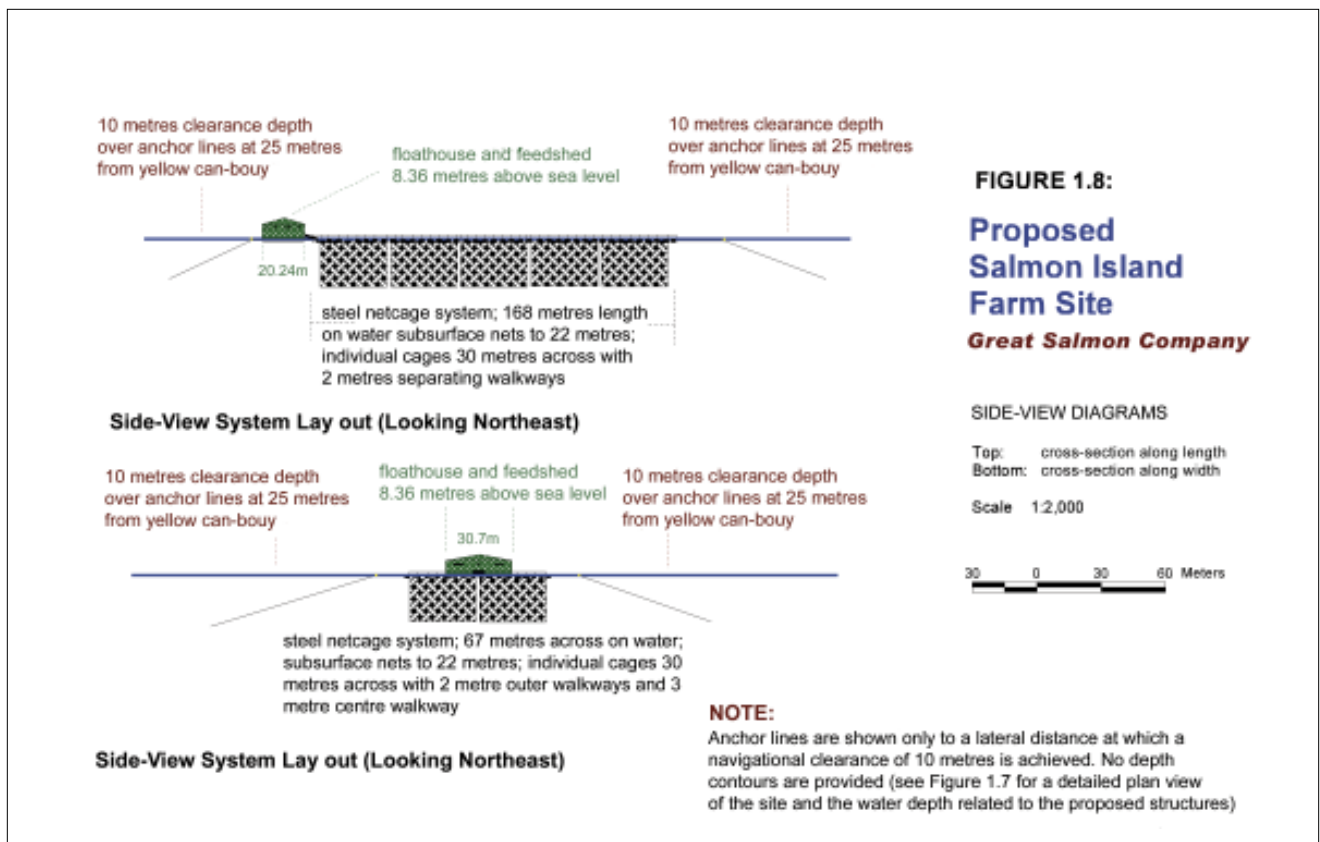 10 metres clearance depth
over anchor lines at 25 metres
from yellow can-bouy
floathouse and feedshed
8.36 metres above sea level
10 metres clearance depth
over anchor lines at 25 metres
from yellow can-bouy
20.24m
steel netcage system; 168 metres length
on water subsurface nets to 22 metres;
individual cages 30 metres across with
2 metres separating walkways
Side-View System Lay out (Looking Northeast)
10 metres clearance depth
over anchor lines at 25 metres
from yellow can-bouy
floathouse and feedshed
8.36 metres above sea level
10 metres clearance depth
over anchor lines at 25 metres
from yellow can-bouy
30.7m
steel netcage system; 67 metres across on water;
subsurface nets to 22 metres; individual cages 30
metres across with 2 metre outer walkways and 3
metre centre walkway
Side-View System Lay out (Looking Northeast)
FIGURE 1.8:
Proposed
Salmon Island
Farm Site
Great Salmon Company
SIDE-VIEW DIAGRAMS
Top: cross-section along length
Bottom: cross-section along width
Scale 1:2,000
30 0 30 60 Meters
NOTE:
Anchor lines are shown only to a lateral distance at which a
navigational clearance of 10 metres is achieved. No depth
contours are provided (see Figure 1.7 for a detailed plan view
of the site and the water depth related to the proposed structures)